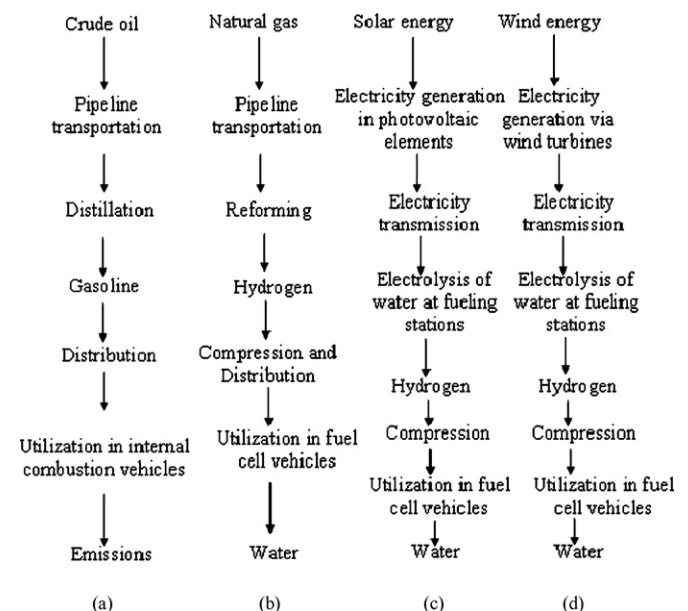 Crude oil
Pipeline
transportation
Distillation
Gasoline
Distribution
Utilization in internal
combustion vehicles
Emissions
(a)
Natural gas
Pipeline
transportation
Reforming
Hydrogen
Compression and
Distribution
Utilization in fuel
cell vehicles
Water
(b)
Solar energy
Electricity generation
in photovoltaic
elements
Electricity
transmission
Electrolysis of
water at fueling
stations
Hydrogen
Compression
Utilization in fuel
cell vehicles
Water
(c)
Wind energy
Electricity
generation via
wind turbines
Electricity
transmission
Electrolysis of
water at fueling
stations
Hydrogen
Compression
Utilization in fuel
cell vehicles
Water
(d)